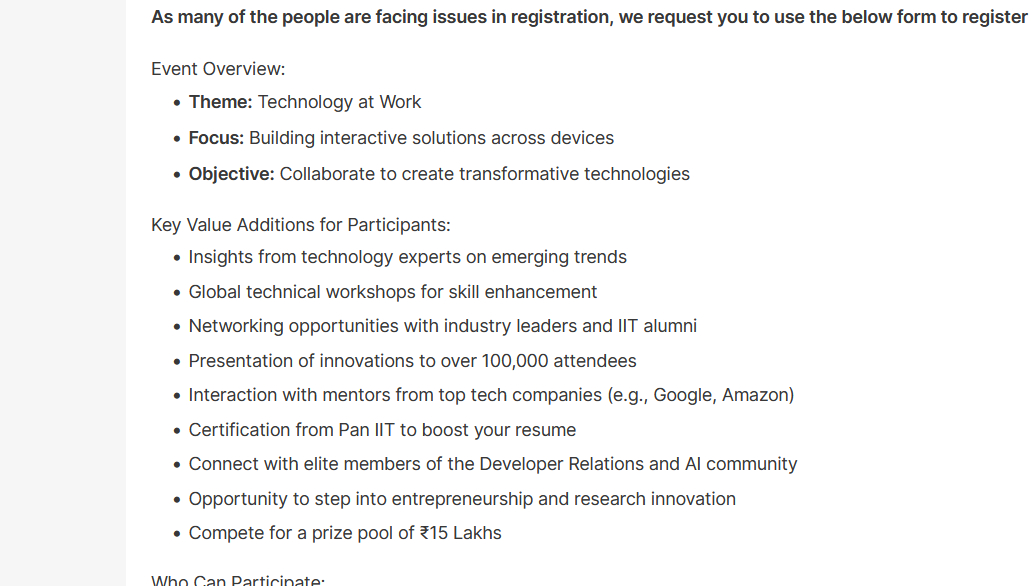 As many of the people are facing issues in registration, we request you to use the below form to register
Event Overview:
• Theme: Technology at Work
• Focus: Building interactive solutions across devices
• Objective: Collaborate to create transformative technologies
Key Value Additions for Participants:
• Insights from technology experts on emerging trends
• Global technical workshops for skill enhancement
• Networking opportunities with industry leaders and IIT alumni
• Presentation of innovations to over 100,000 attendees
• Interaction with mentors from top tech companies (e.g., Google, Amazon)
• Certification from Pan IIT to boost your resume
• Connect with elite members of the Developer Relations and AI community
• Opportunity to step into entrepreneurship and research innovation
• Compete for a prize pool of ₹15 Lakhs
Who Can Participate: